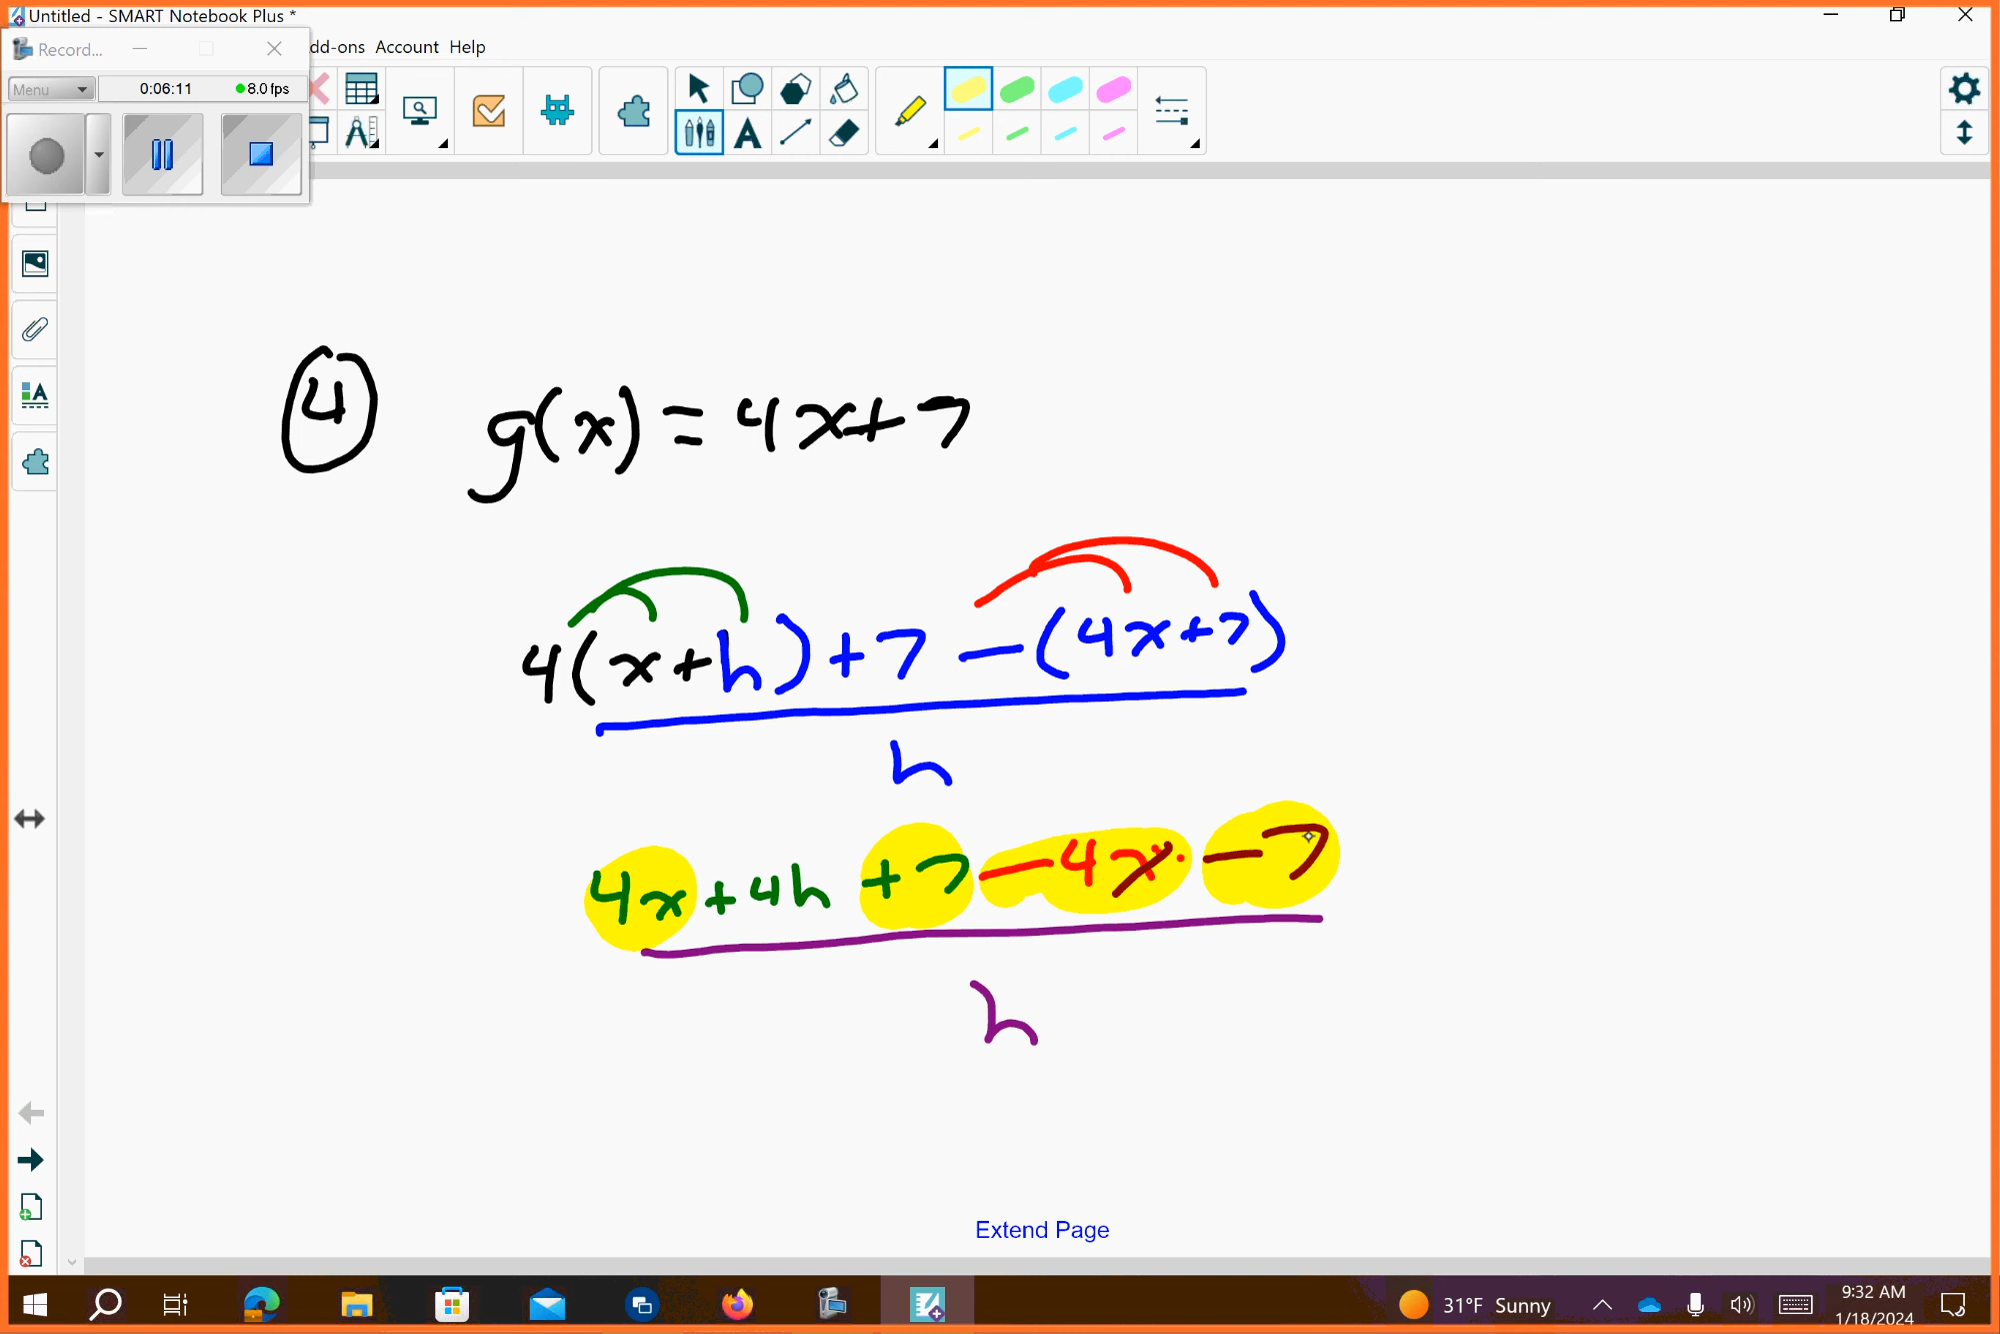 Untitled - SMART Notebook Plus *
Record...
dd-ons Account Help
Menu 0:06:11 8.0 fps
4 g(x) = 4x+7
4(x+h)+7 -(4x+7)
h
4x+4h +7 -4x -7
h
Extend Page
31°F Sunny
9:32 AM
1/18/2024